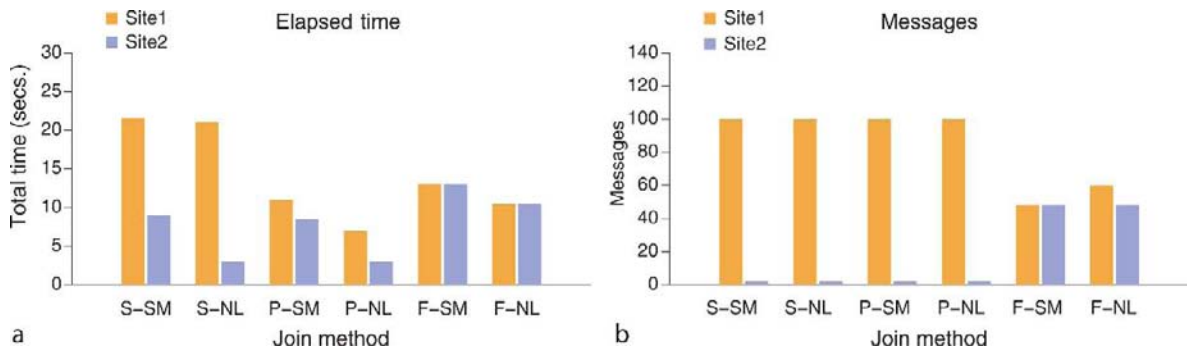 Site1
Elapsed time
Site2
Total time (secs.)
30
25
20
15
10
5
0
S–SM S–NL P–SM P–NL F–SM F–NL
Join method
a
Site1
Messages
Site2
Messages
140
120
100
80
60
40
20
0
S–SM S–NL P–SM P–NL F–SM F–NL
Join method
b